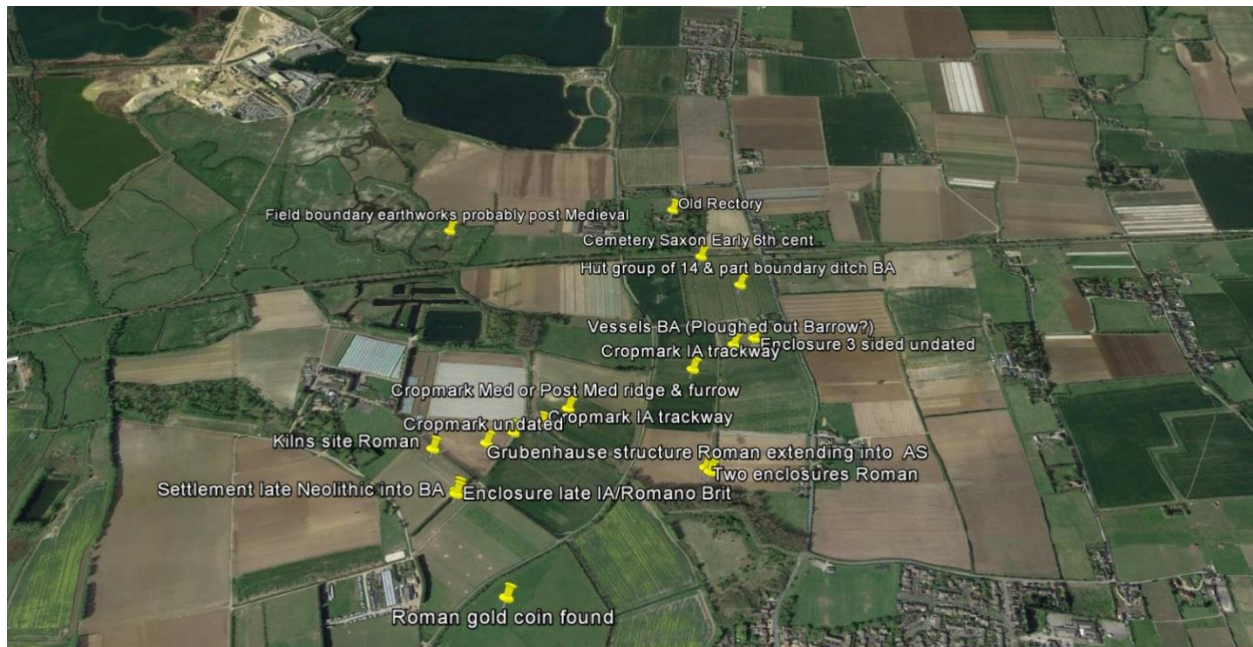 Old Rectory
Field boundary earthworks probably post Medieval
Cemetery Saxon Early 6th cent
Hut group of 14 & part boundary ditch BA
Vessels BA (Ploughed out Barrow?)
Enclosure 3 sided undated
Cropmark IA trackway
Cropmark Med or Post Med ridge & furrow
Cropmark IA trackway
Cropmark undated
Kilns site Roman
Grubenhause structure Roman extending into AS
Two enclosures Roman
Settlement late Neolithic into BA
Enclosure late IA/Romano Brit
Roman gold coin found